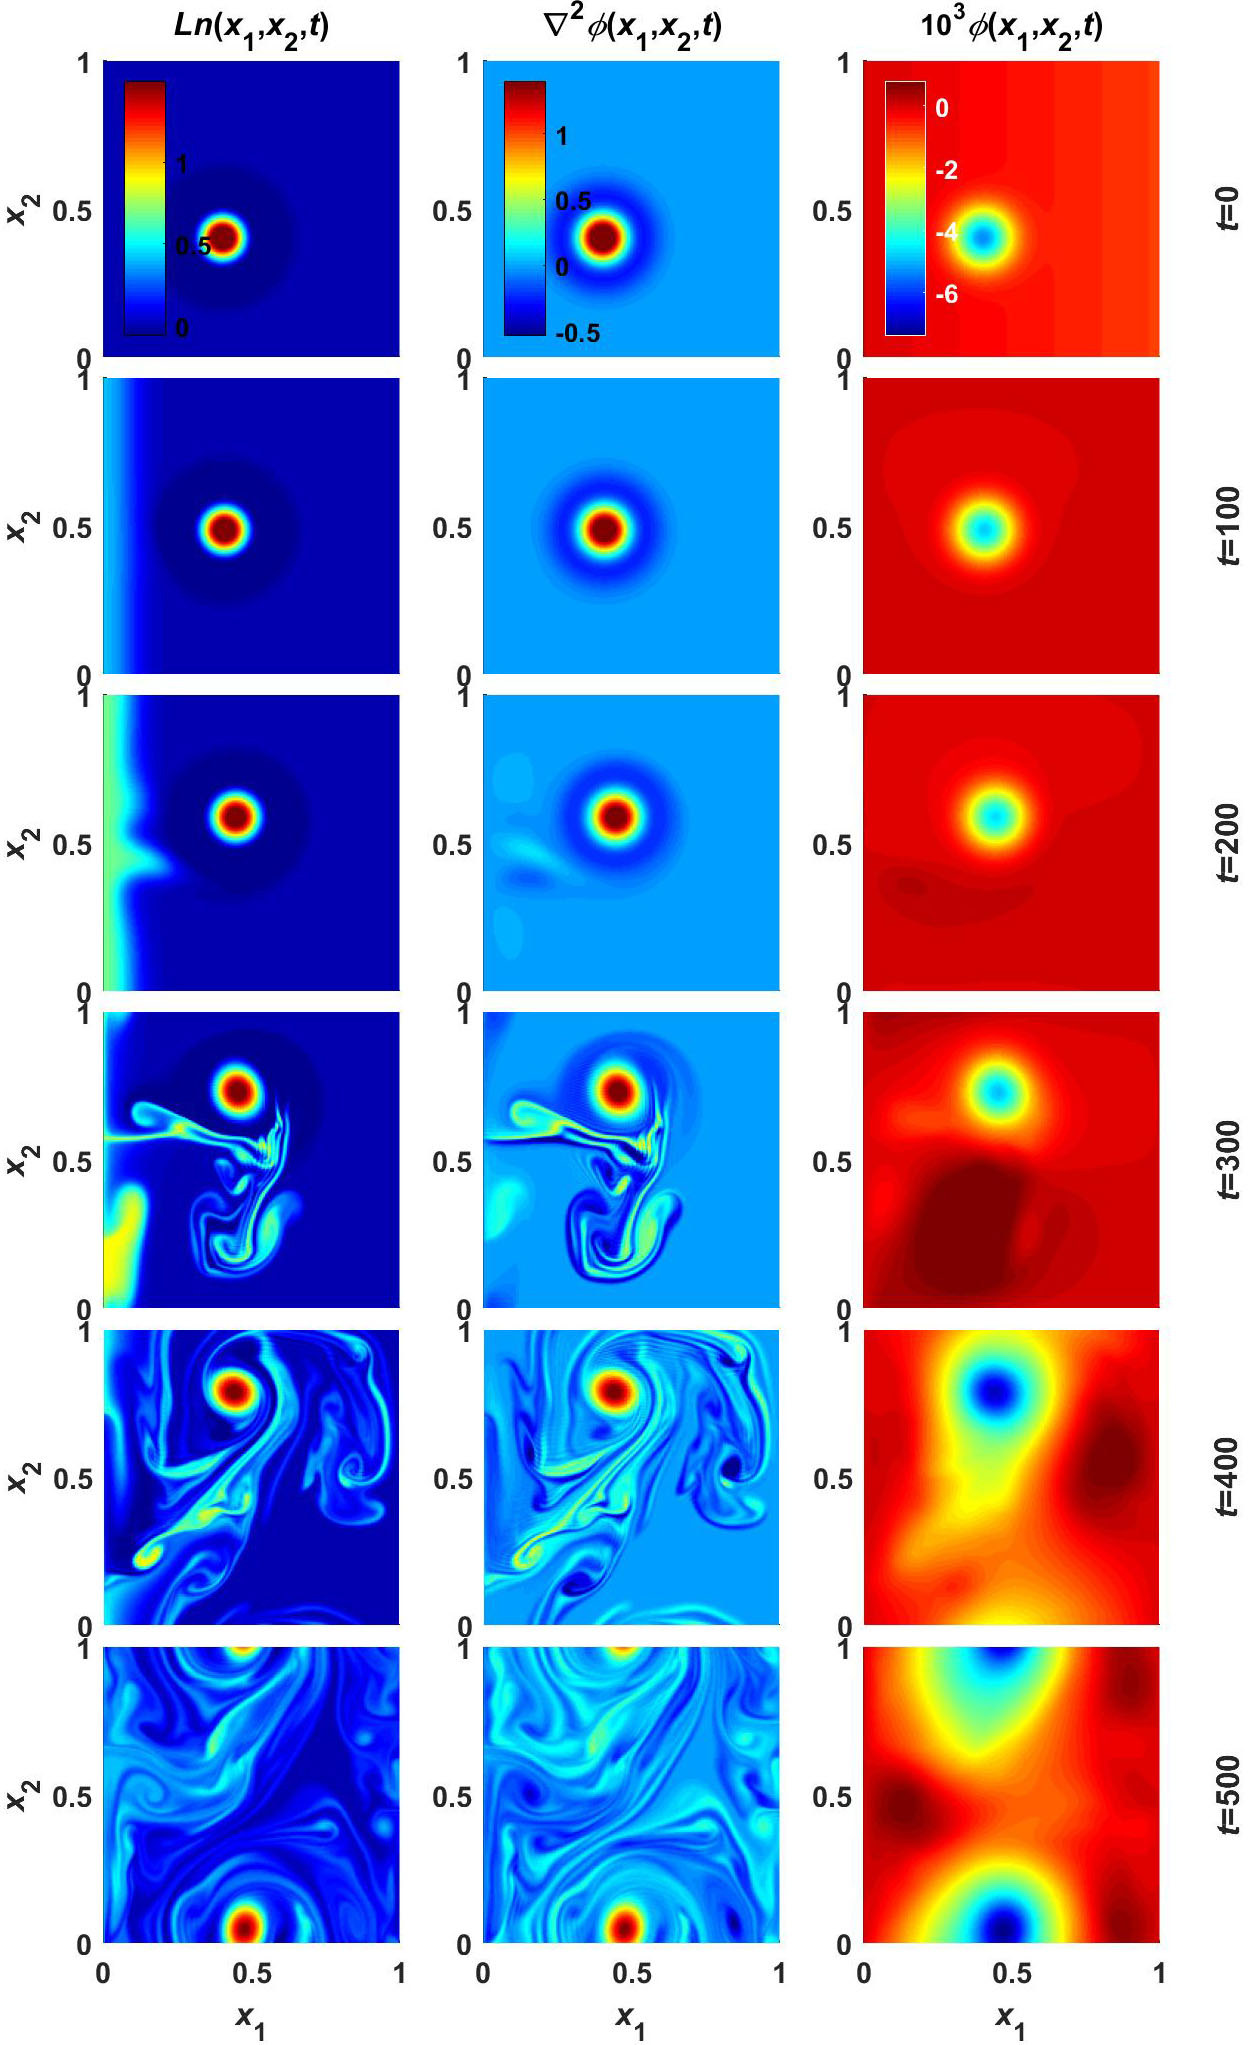 Ln(x₁,x₂,t) ∇²ϕ(x₁,x₂,t) 10³ϕ(x₁,x₂,t)
1 1 0
0.5 0.5 -2
0 0 -4
-0.5 -6
x₂ 1 0.5 0 1 0.5 0 1 0.5 0 t=0
x₂ 1 0.5 0 1 0.5 0 1 0.5 0 t=100
x₂ 1 0.5 0 1 0.5 0 1 0.5 0 t=200
x₂ 1 0.5 0 1 0.5 0 1 0.5 0 t=300
x₂ 1 0.5 0 1 0.5 0 1 0.5 0 t=400
x₂ 1 0.5 0 1 0.5 0 1 0.5 0 t=500
0 0.5 1 0 0.5 1 0 0.5 1
x₁ x₁ x₁